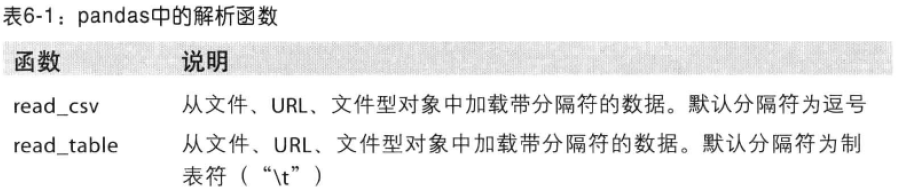 表6-1：pandas中的解析函数
函数 说明
read_csv 从文件、URL、文件型对象中加载带分隔符的数据。默认分隔符为逗号
read_table 从文件、URL、文件型对象中加载带分隔符的数据。默认分隔符为制
表符（“\t”）